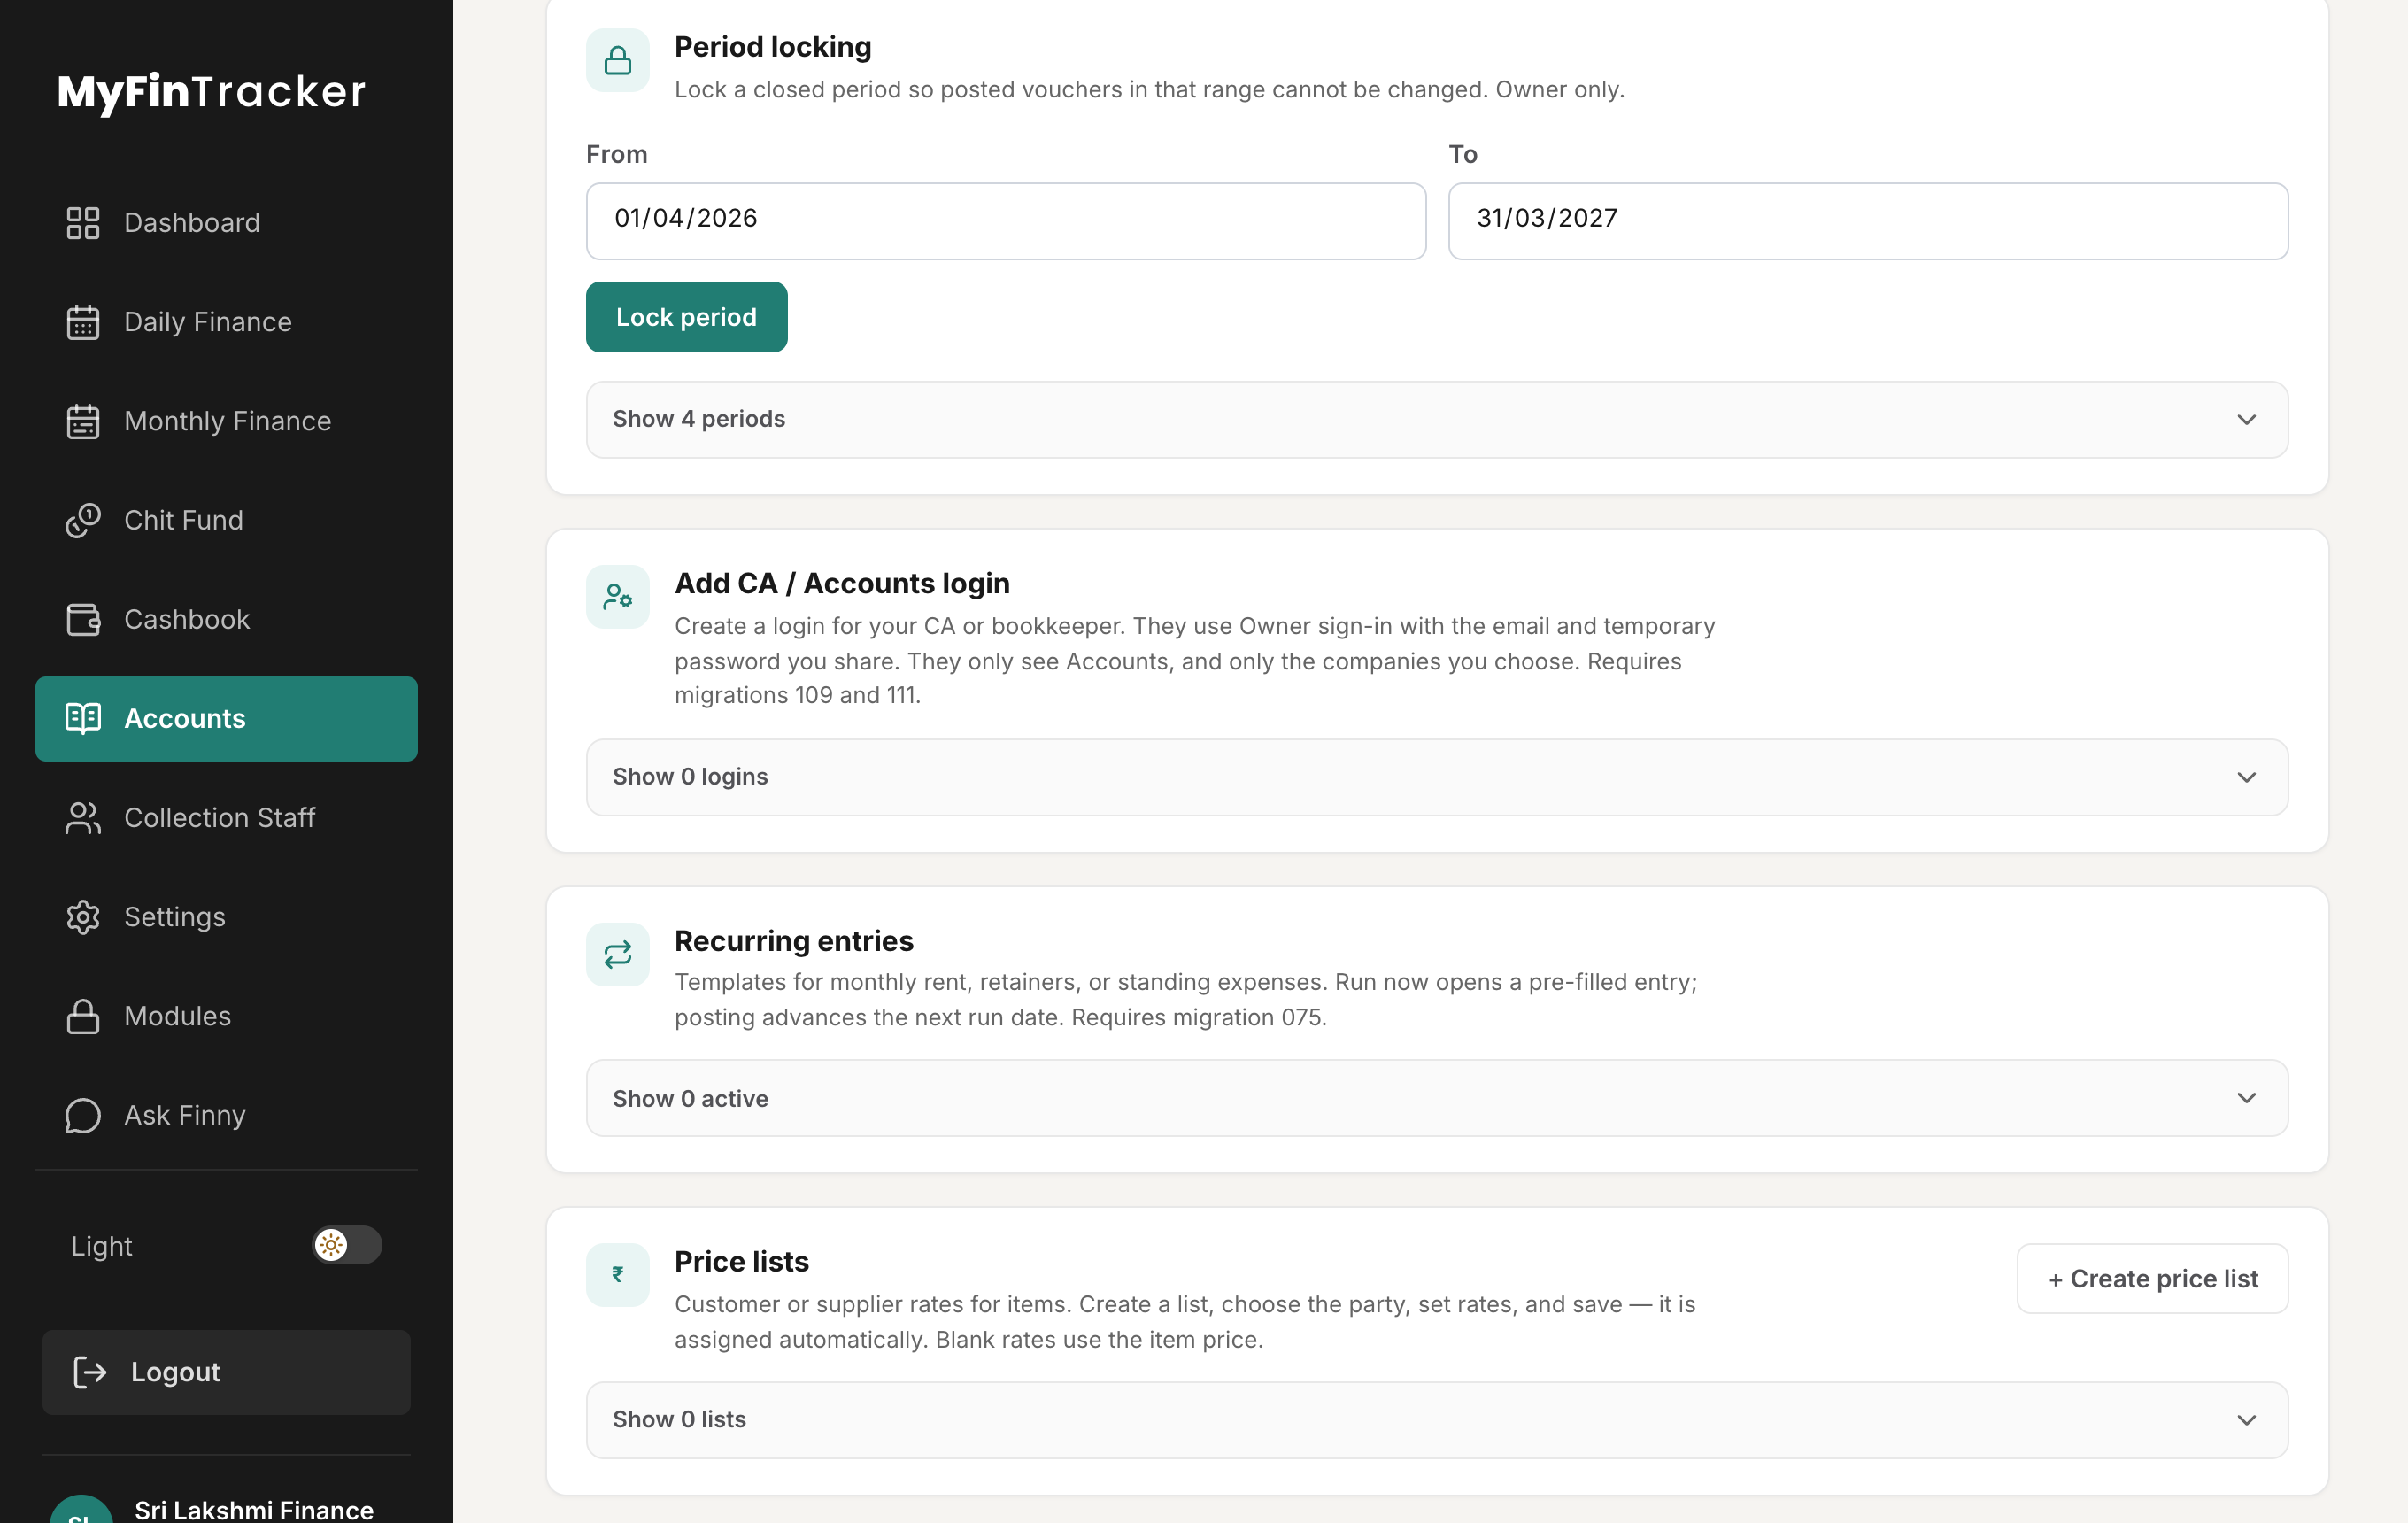 MyFinTracker
Dashboard
Daily Finance
Monthly Finance
Chit Fund
Cashbook
Accounts
Collection Staff
Settings
Modules
Ask Finny
Light
Logout
Sri Lakshmi Finance
Period locking
Lock a closed period so posted vouchers in that range cannot be changed. Owner only.
From
To
01/04/2026
31/03/2027
Lock period
Show 4 periods
Add CA / Accounts login
Create a login for your CA or bookkeeper. They use Owner sign-in with the email and temporary
password you share. They only see Accounts, and only the companies you choose. Requires
migrations 109 and 111.
Show 0 logins
Recurring entries
Templates for monthly rent, retainers, or standing expenses. Run now opens a pre-filled entry;
posting advances the next run date. Requires migration 075.
Show 0 active
₹
Price lists
+ Create price list
Customer or supplier rates for items. Create a list, choose the party, set rates, and save — it is
assigned automatically. Blank rates use the item price.
Show 0 lists